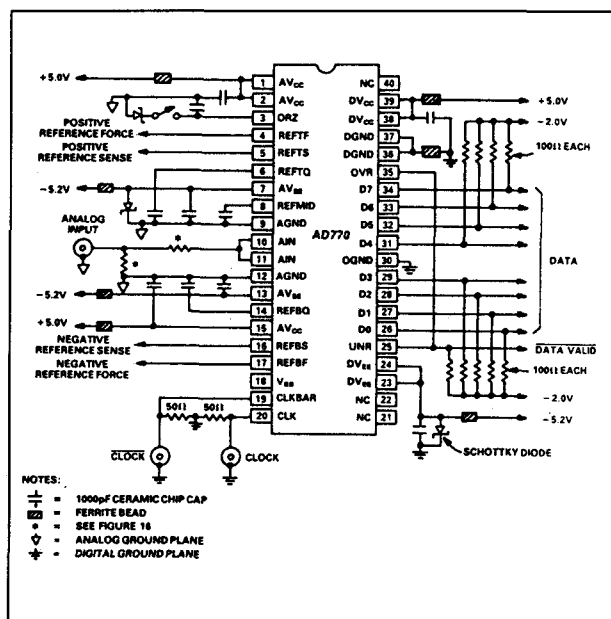 +5.0V
POSITIVE
REFERENCE FORCE
POSITIVE
REFERENCE SENSE
-5.2V
ANALOG
INPUT
*
*
-5.2V
+5.0V
NEGATIVE
REFERENCE SENSE
NEGATIVE
REFERENCE FORCE
50Ω 50Ω
CLOCK
CLOCK
1 AVCC
2 AVCC
3 ORZ
4 REFTF
5 REFTS
6 REFTQ
7 AVSS
8 REFMID
9 AGND
10 AIN
11 AIN
12 AGND
13 AVSS
14 REFBQ
15 AVCC
16 REFBS
17 REFBF
18
19 CLKBAR
20 CLK
AD770
NC 40
DVCC 39
DVCC 38
DGND 37
DGND 36
OVR 35
D7 34
D6 33
D5 32
D4 31
OGND 30
D3 29
D2 28
D1 27
D0 26
UNR 25
DVEE 24
DVEE 23
NC 22
NC 21
+5.0V
-2.0V
100Ω EACH
DATA
DATA VALID
100Ω EACH
-2.0V
-5.2V
SCHOTTKY DIODE
NOTES:
= 1000pF CERAMIC CHIP CAP
= FERRITE BEAD
* = SEE FIGURE 16
= ANALOG GROUND PLANE
= DIGITAL GROUND PLANE